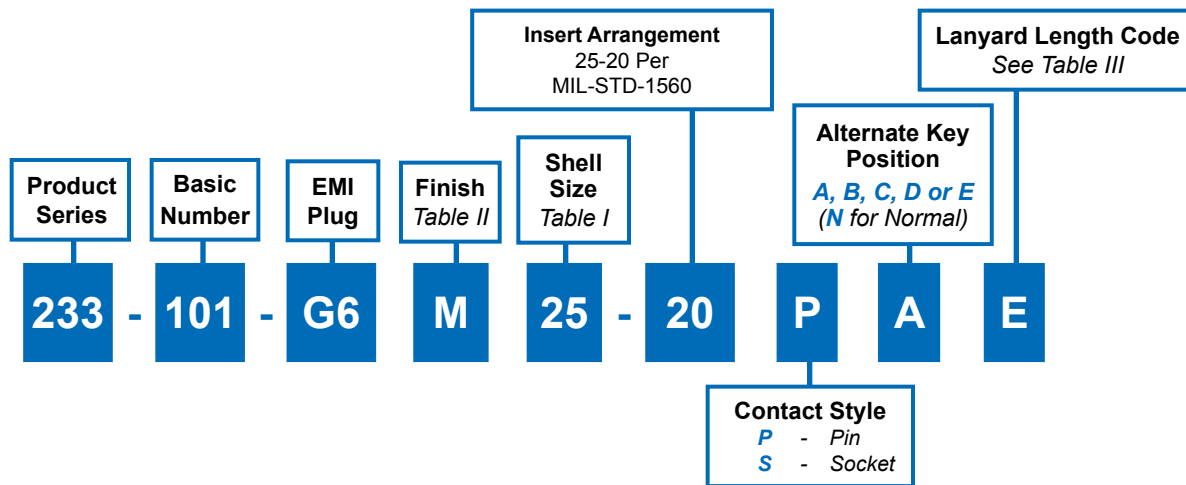 Insert Arrangement
25-20 Per
MIL-STD-1560
Lanyard Length Code
See Table III
Alternate Key
Position
A, B, C, D or E
(N for Normal)
Product
Series
Basic
Number
EMI
Plug
Finish
Table II
Shell
Size
Table I
233 - 101 - G6 M 25 - 20 P A E
Contact Style
P - Pin
S - Socket